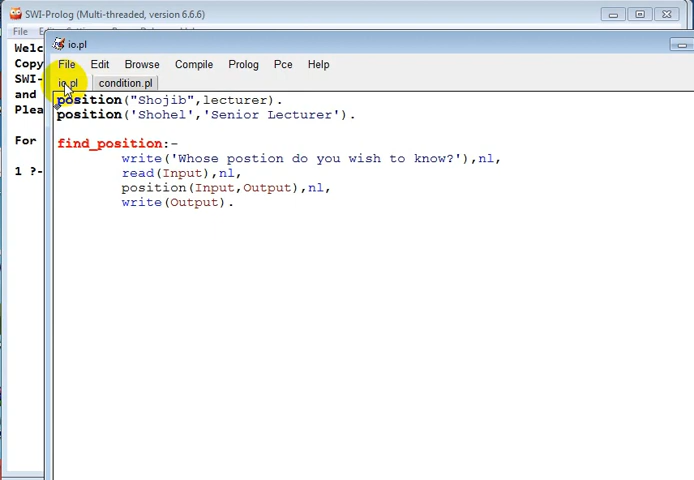 SWI-Prolog (Multi-threaded, version 6.6.6)
File
io.pl
Welc
Copy
SWI-
and
Plea
For
1 ?-
File Edit Browse Compile Prolog Pce Help
io.pl condition.pl
position("Shojib",lecturer).
position('Shohel','Senior Lecturer').
find_position:-
write('Whose postion do you wish to know?'),nl,
read(Input),nl,
position(Input,Output),nl,
write(Output).